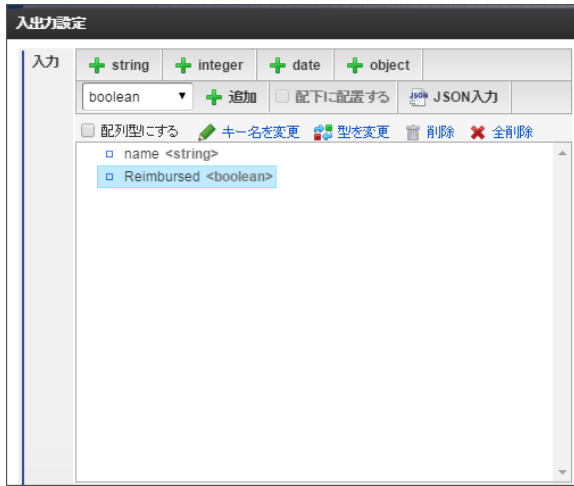 入出力設定
入力
string integer date object
boolean 追加 配下に配置する JSON JSON入力
配列型にする キー名を変更 型を変更 削除 全削除
name <string>
Reimbursed <boolean>